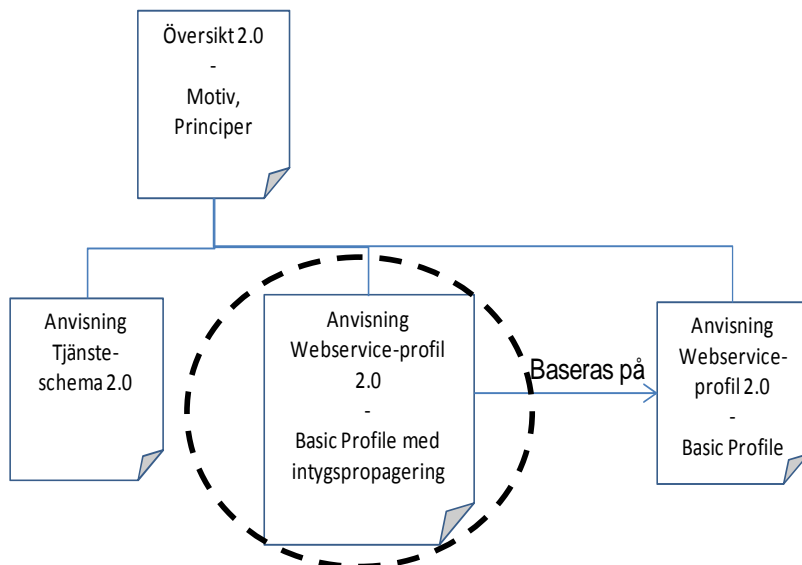 Översikt 2.0
-
Motiv,
Principer
Anvisning
Tjänste-
schema 2.0
Anvisning
Webservice-profil
2.0
-
Basic Profile med
intygspropagering
Baseras på
Anvisning
Webservice-
profil 2.0
-
Basic Profile